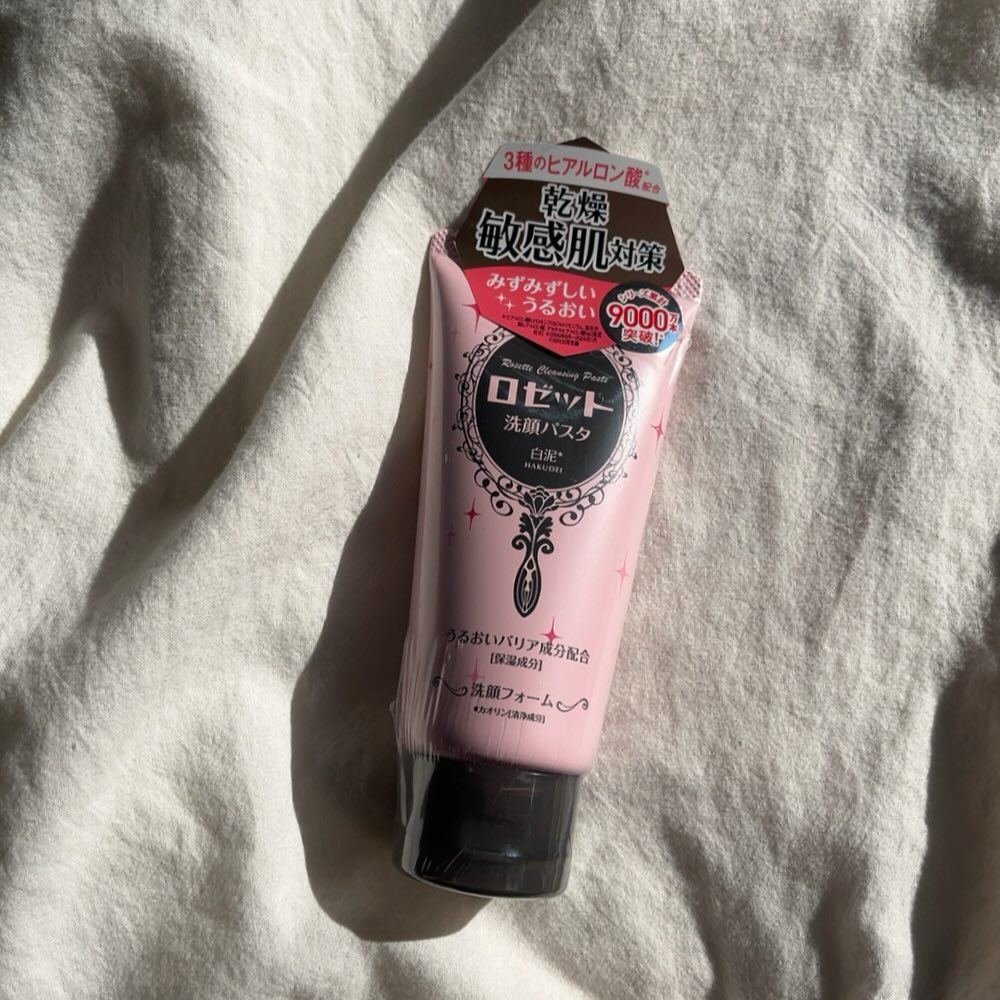 3種のヒアルロン酸*配合
乾燥
敏感肌対策
みずみずしい
うるおい
シリーズ累計
9000万本
突破!*
Rosette Cleansing Paste
ロゼット
洗顔パスタ
白泥*
HAKUDEI
うるおいバリア成分配合
[保湿成分]
洗顔フォーム
*カオリン[清浄成分]